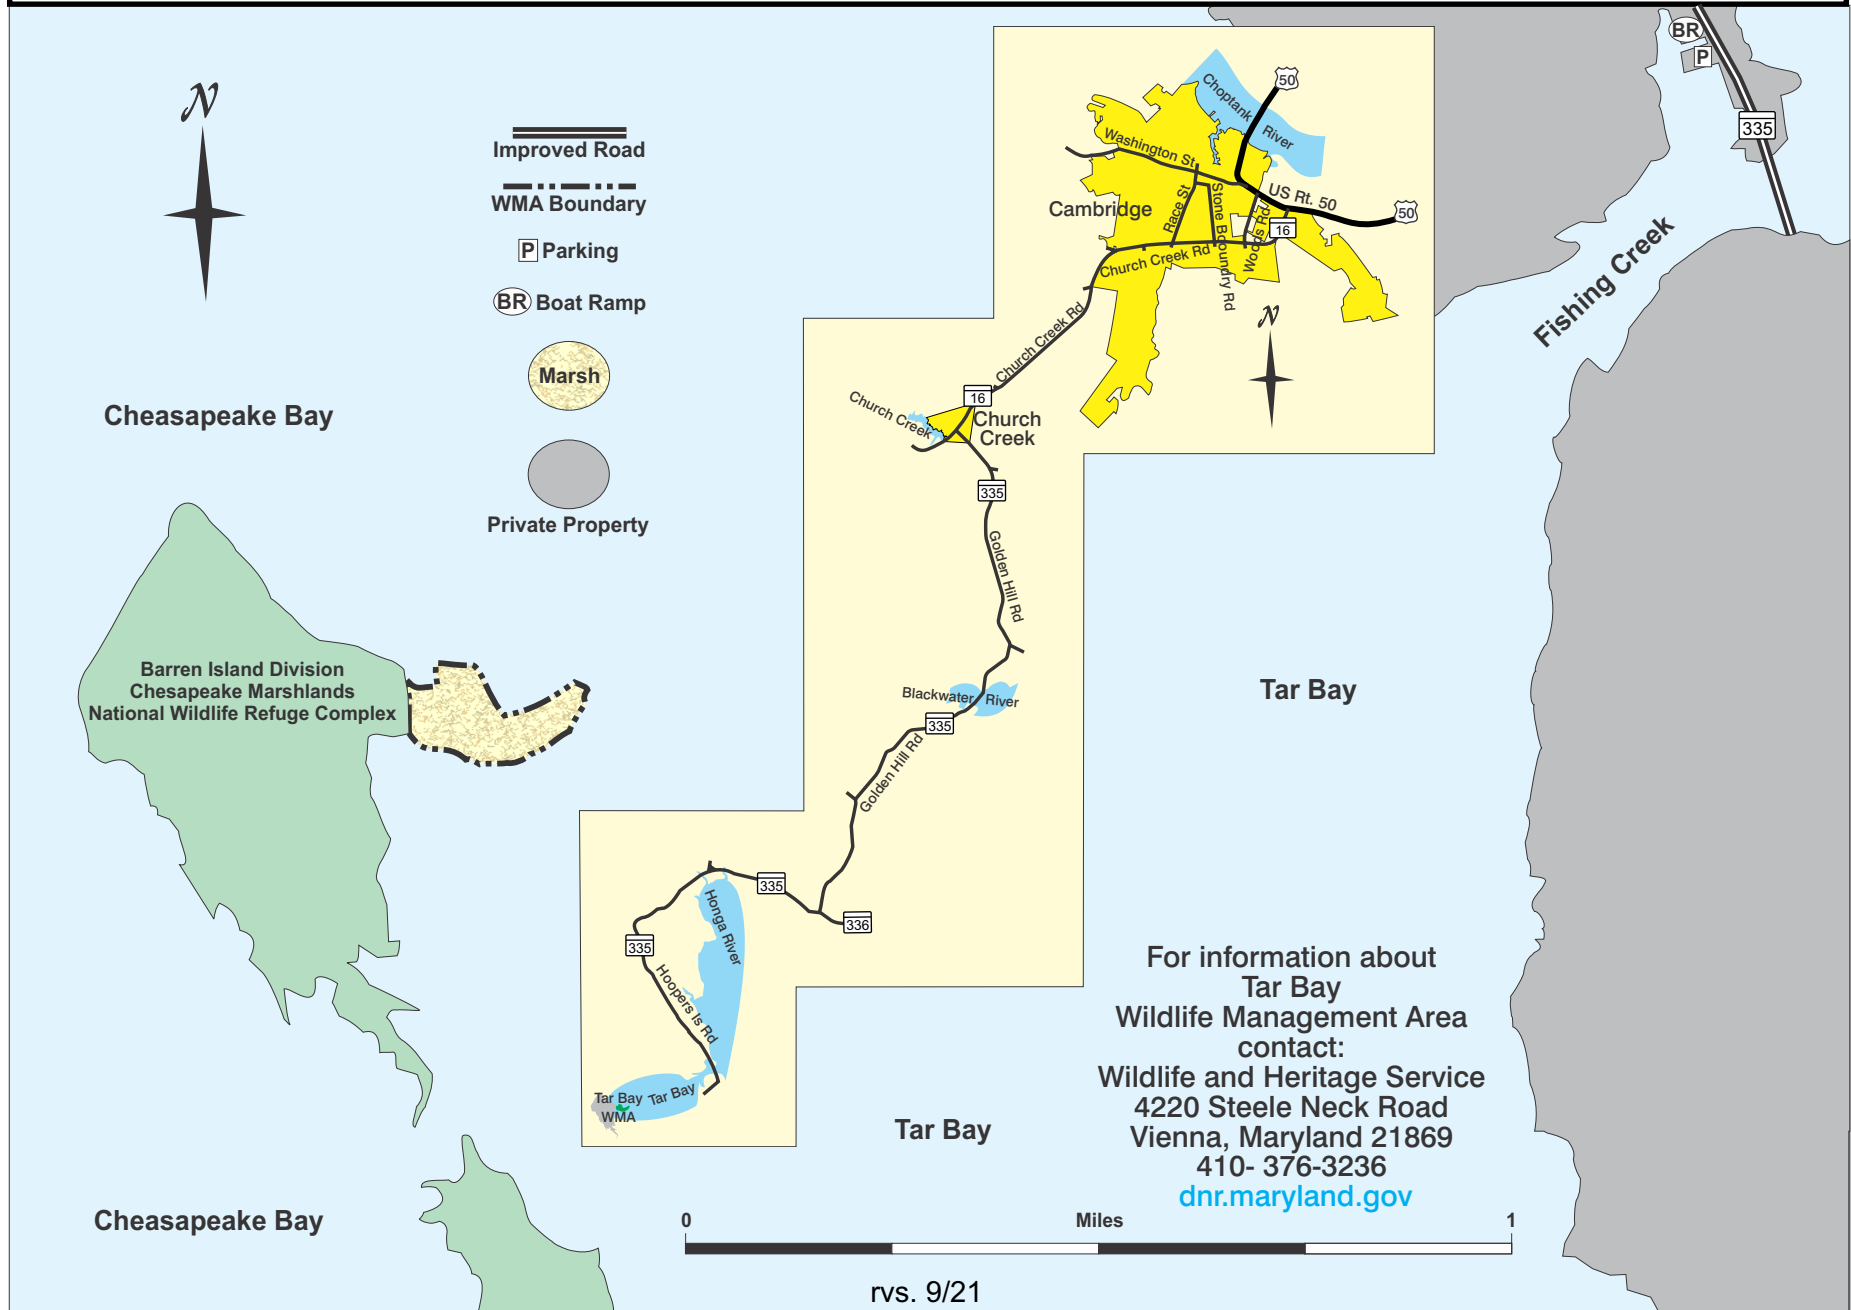 N
Improved Road
WMA Boundary
P Parking
BR Boat Ramp
Marsh
Private Property
Cheasapeake Bay
Barren Island Division
Chesapeake Marshlands
National Wildlife Refuge Complex
Cheasapeake Bay
Choptank River
50
Washington St
Race St
Stone Boundry Rd
Woods Rd
US Rt. 50
50
16
Cambridge
Church Creek Rd
Church Creek Rd
N
16
Church Creek
Church
Creek
335
Golden Hill Rd
Blackwater River
335
Golden Hill Rd
335
336
335
Honga River
Hoopers Is Rd
Tar Bay
WMA
Tar Bay
BR
P
335
Fishing Creek
Tar Bay
Tar Bay
For information about
Tar Bay
Wildlife Management Area
contact:
Wildlife and Heritage Service
4220 Steele Neck Road
Vienna, Maryland 21869
410- 376-3236
dnr.maryland.gov
0 Miles 1
rvs. 9/21